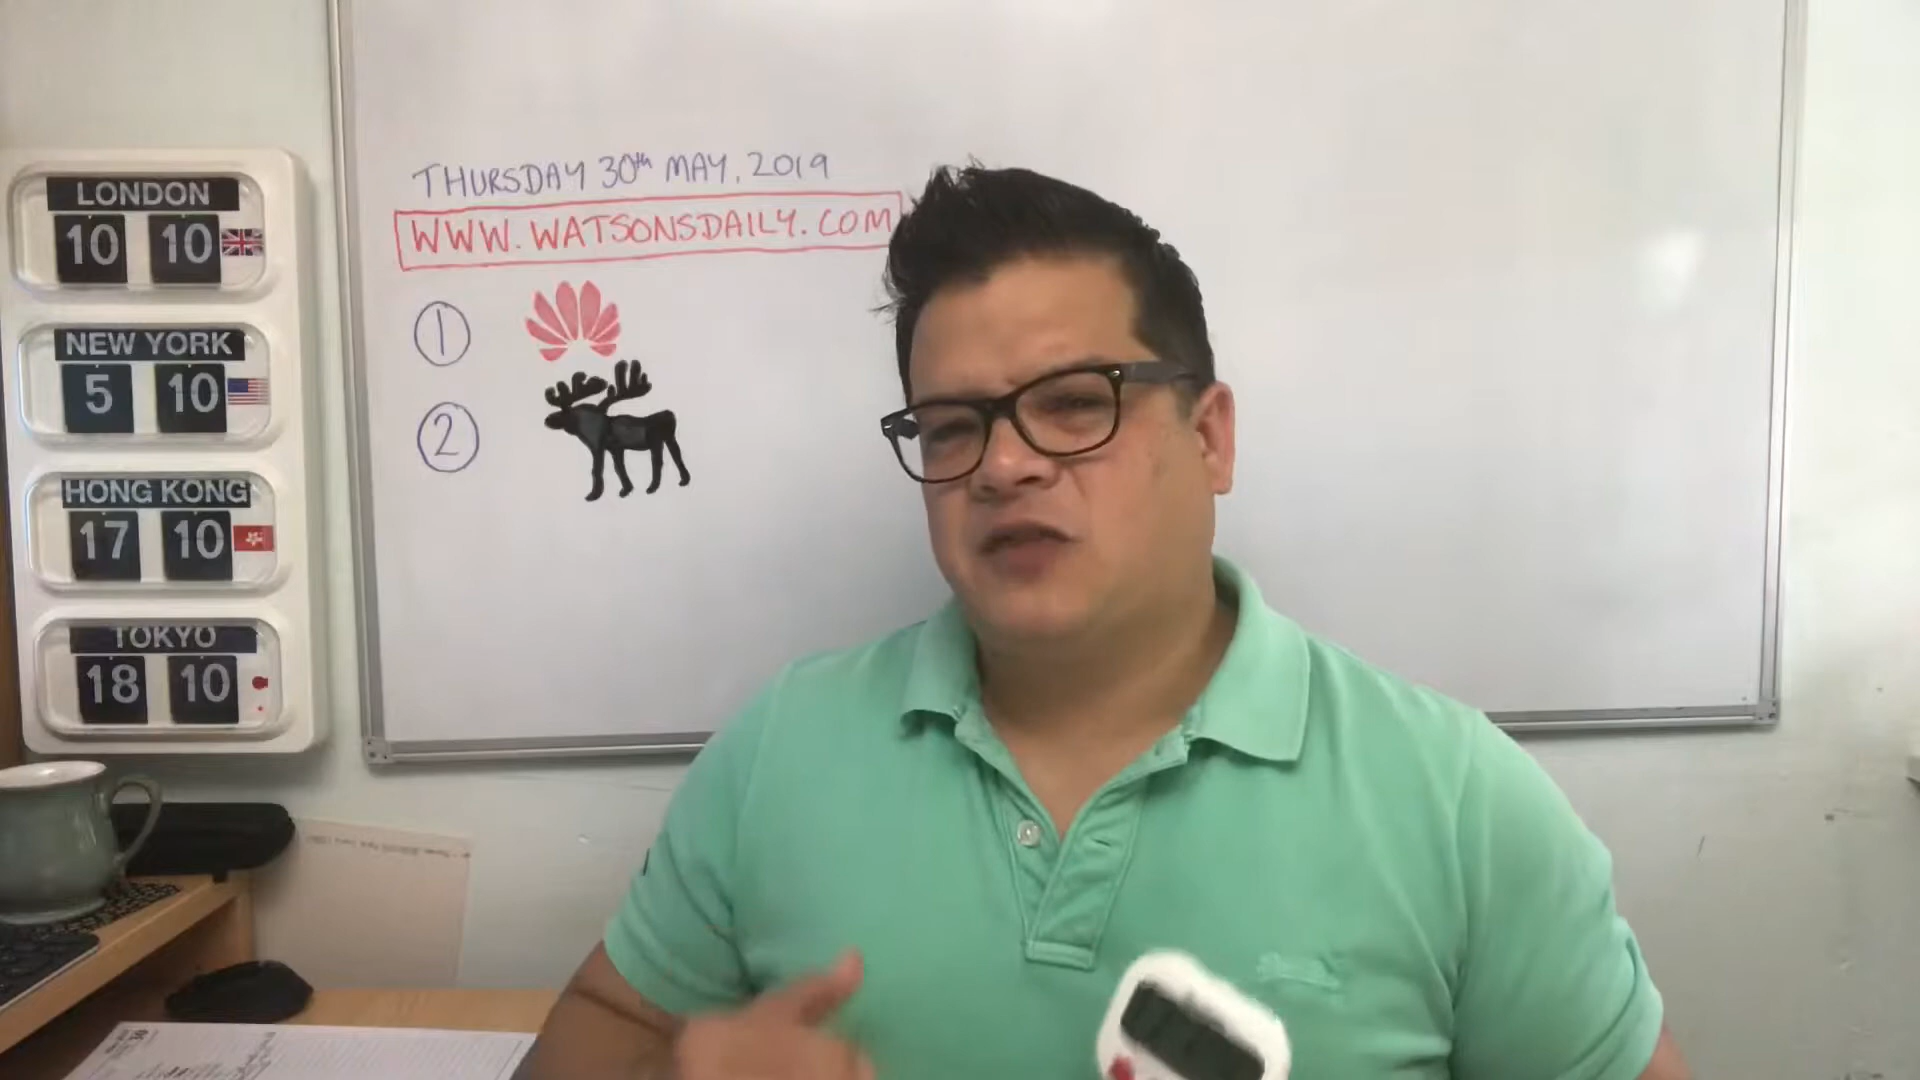 THURSDAY 30th MAY, 2019
WWW.WATSONSDAILY.COM
1
2
LONDON
10 10
NEW YORK
5 10
HONG KONG
17 10
TOKYO
18 10